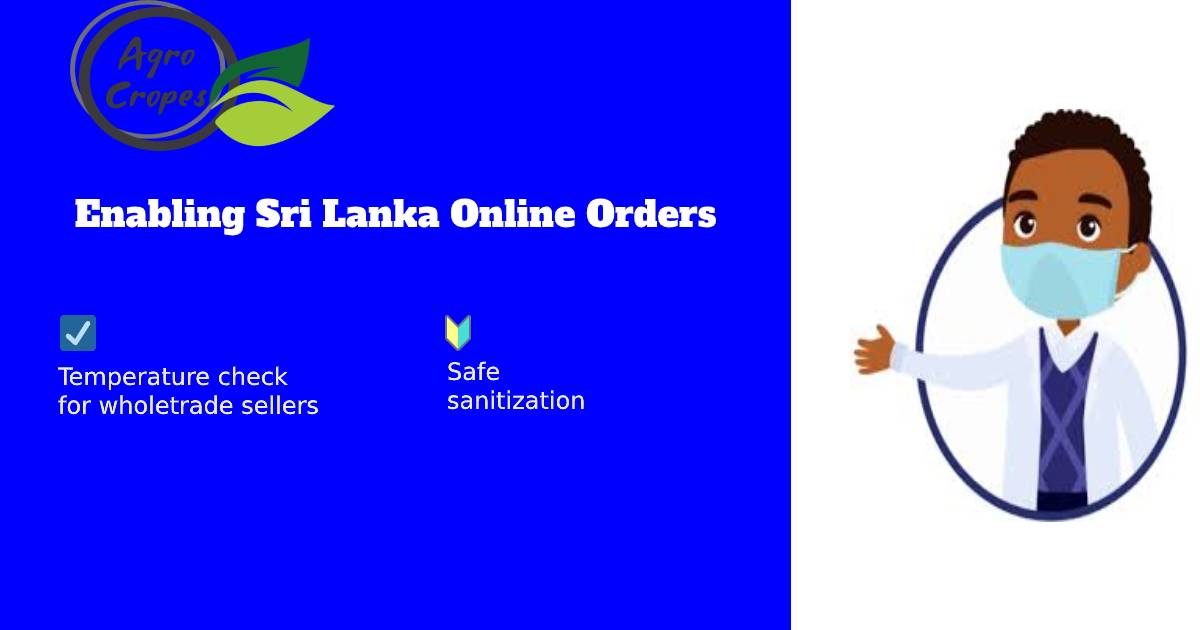 Agro
Cropes
Enabling Sri Lanka Online Orders
Temperature check
for wholetrade sellers
Safe
sanitization